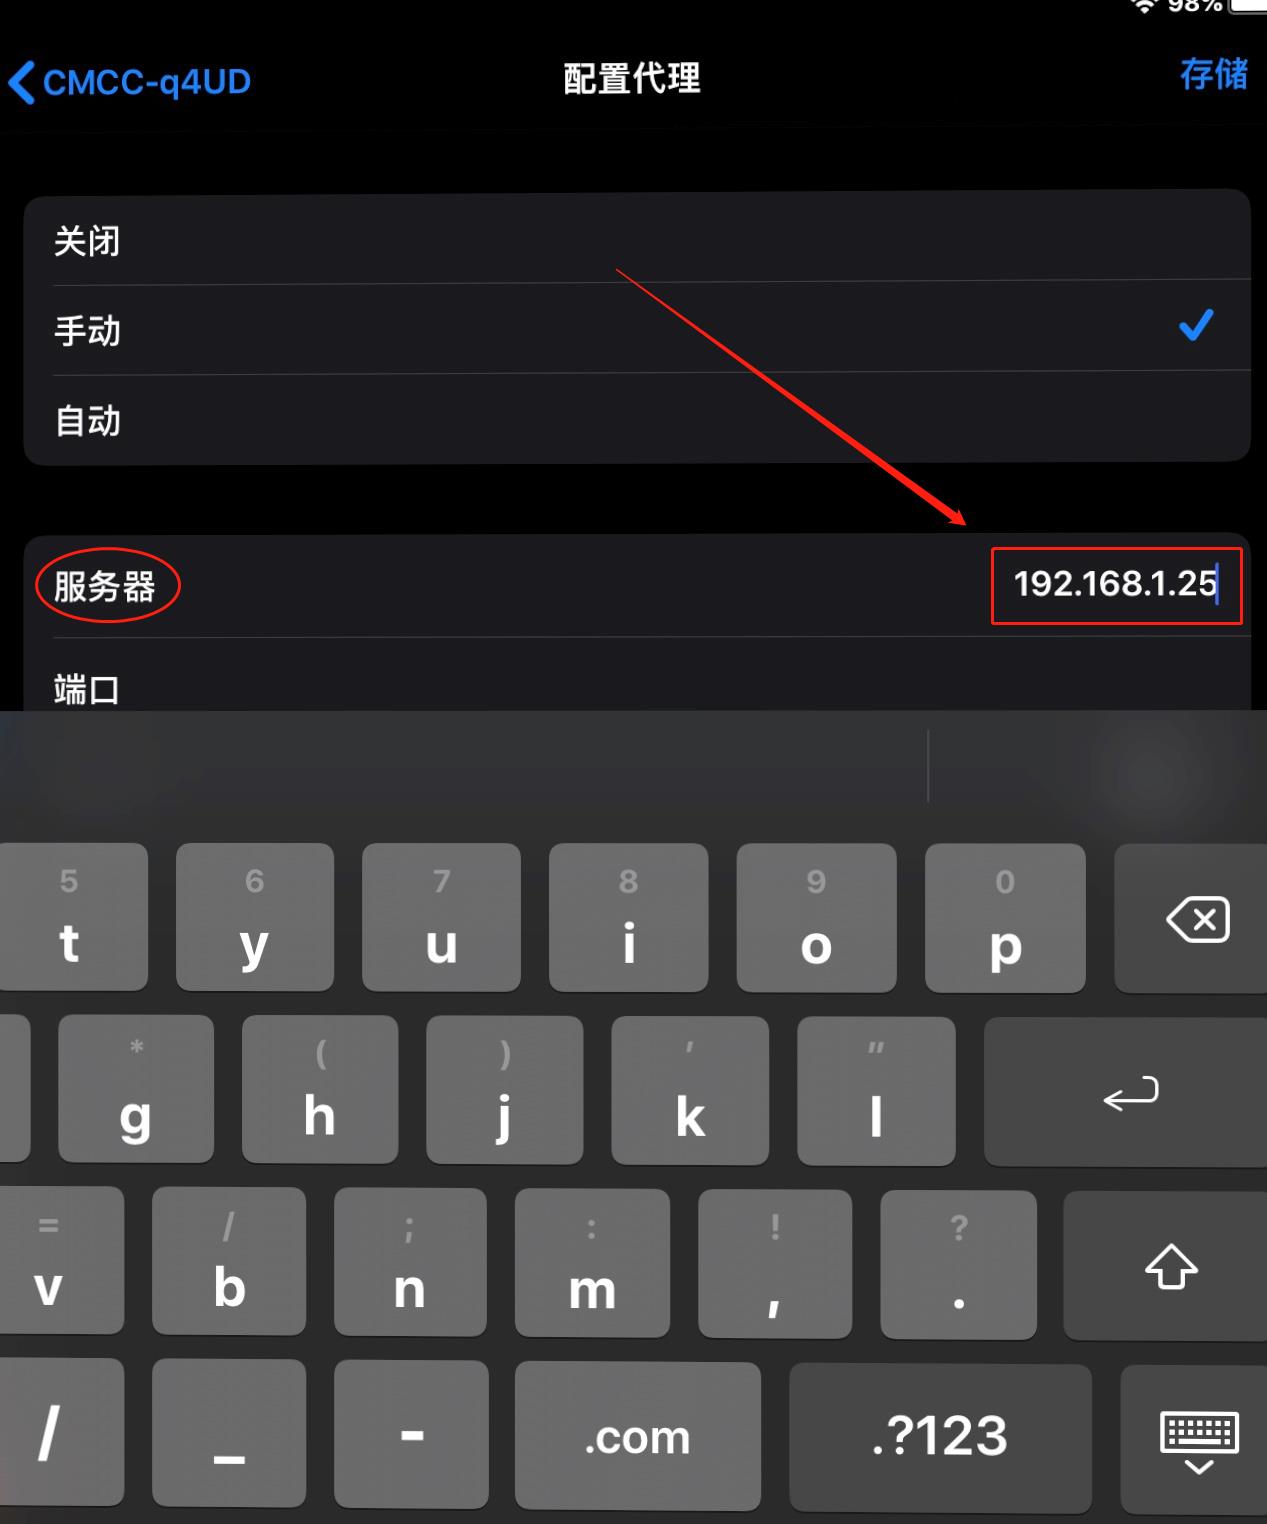 98%
CMCC-q4UD
配置代理
存储
关闭
手动
自动
服务器 192.168.1.25
端口
5 6 7 8 9 0
t y u i o p
* ( ) ' "
g h j k l
= / ; : ! ?
v b n m , .
/ _ - .com .?123